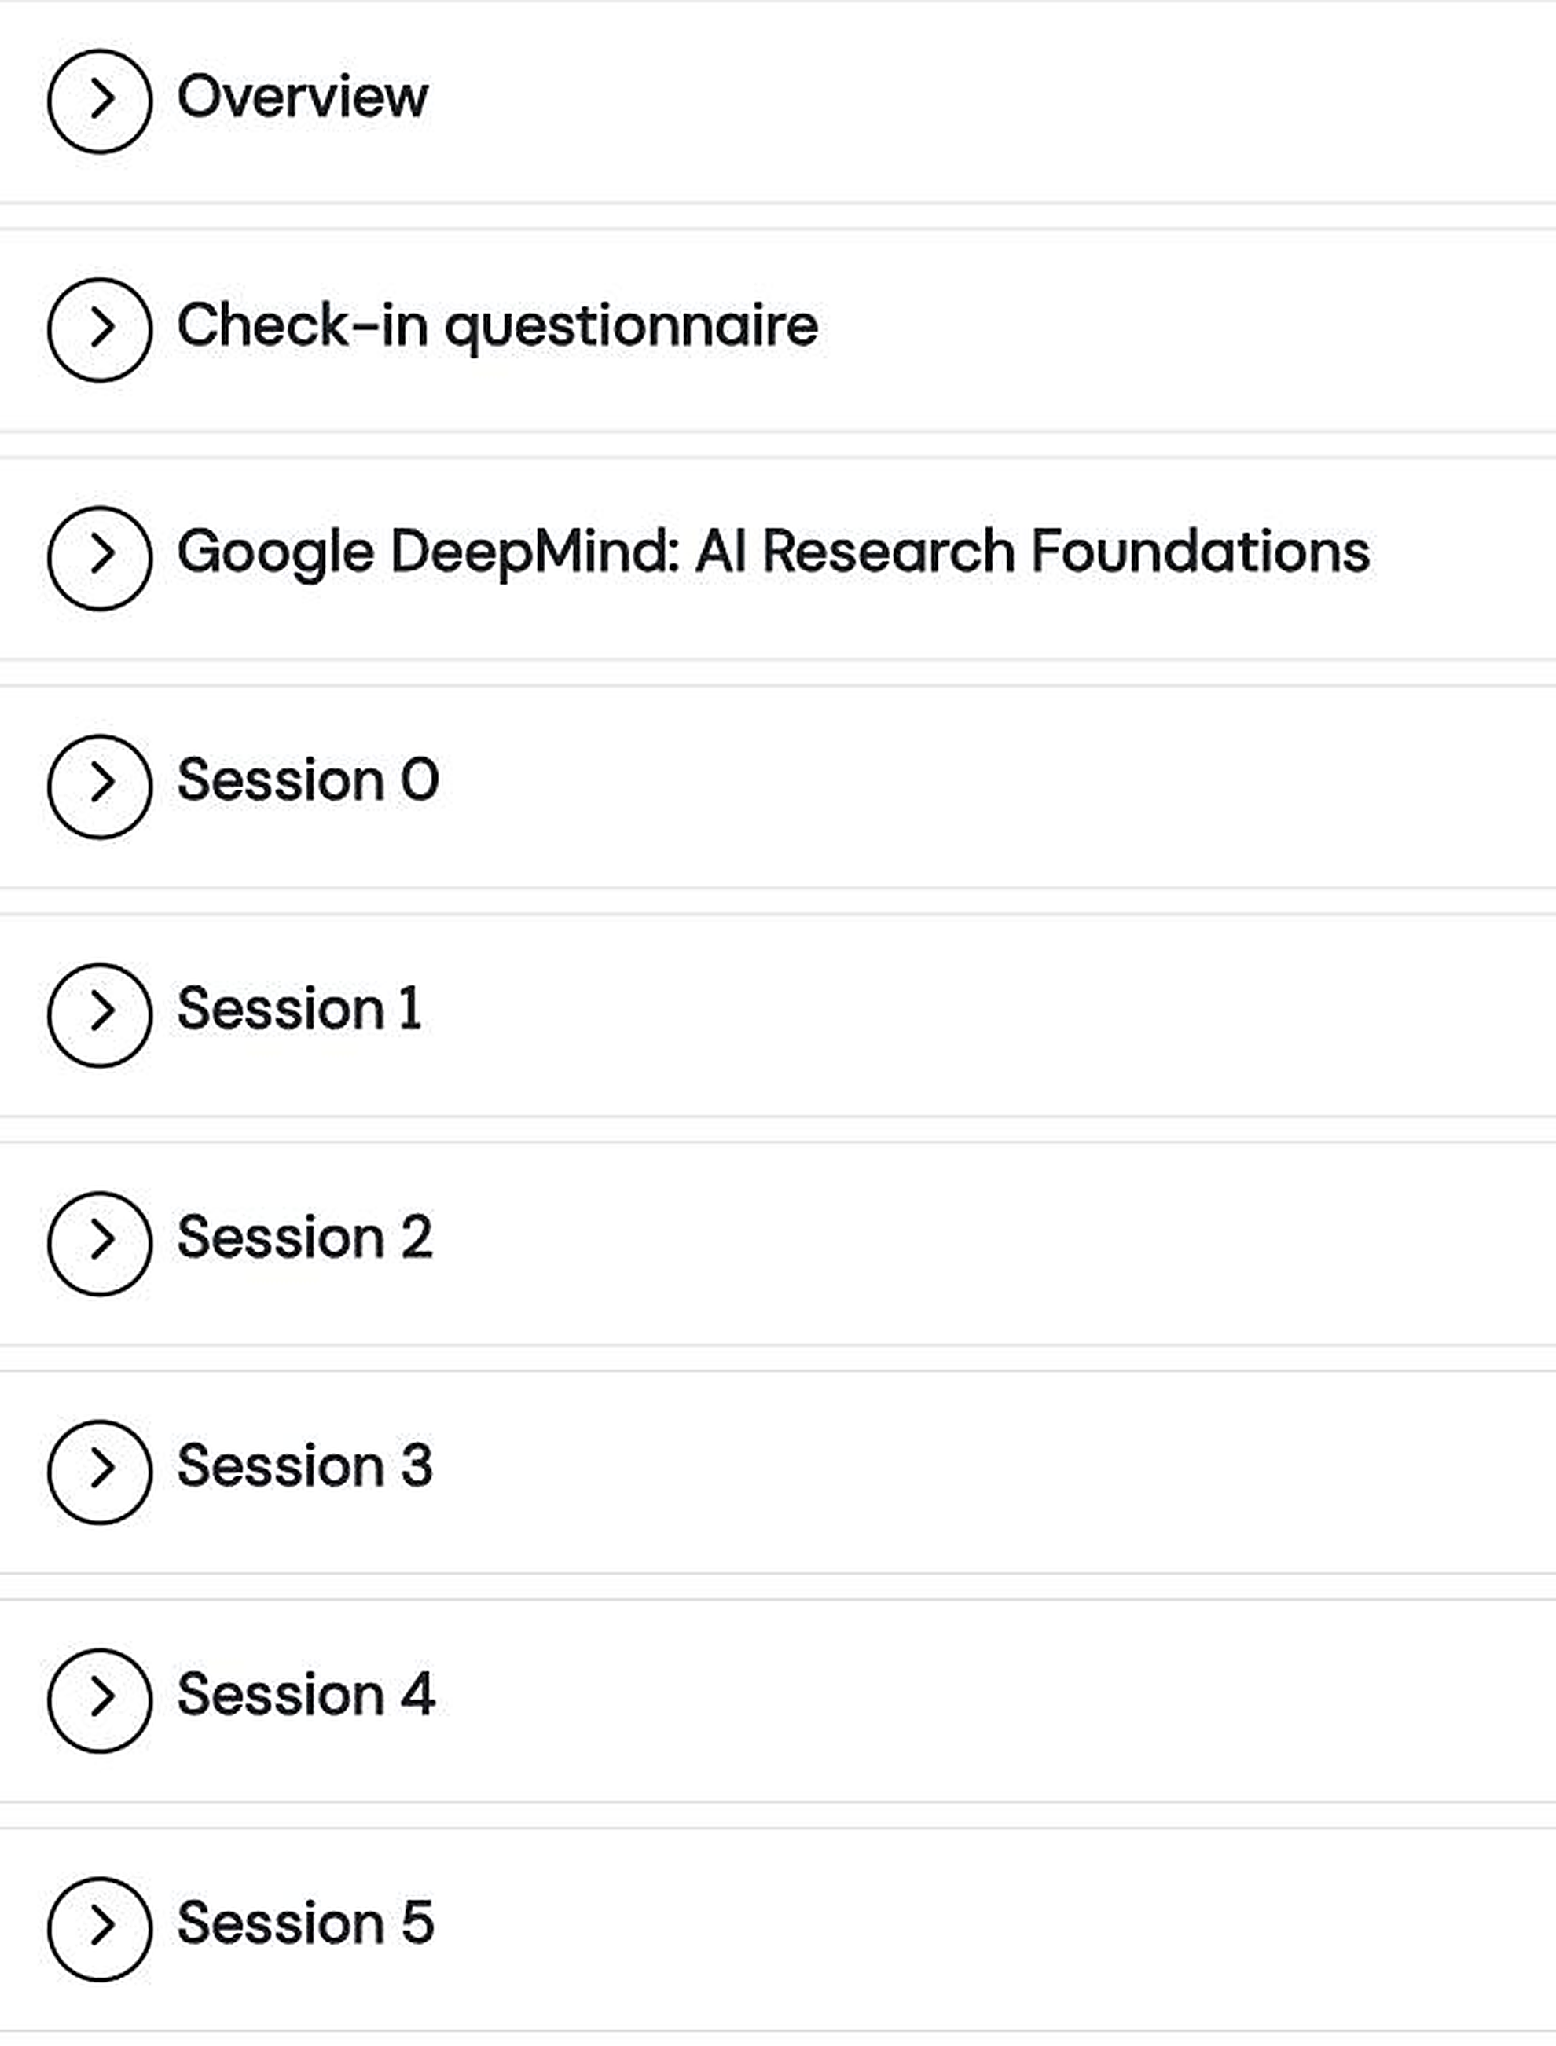 Overview
Check-in questionnaire
Google DeepMind: AI Research Foundations
Session 0
Session 1
Session 2
Session 3
Session 4
Session 5